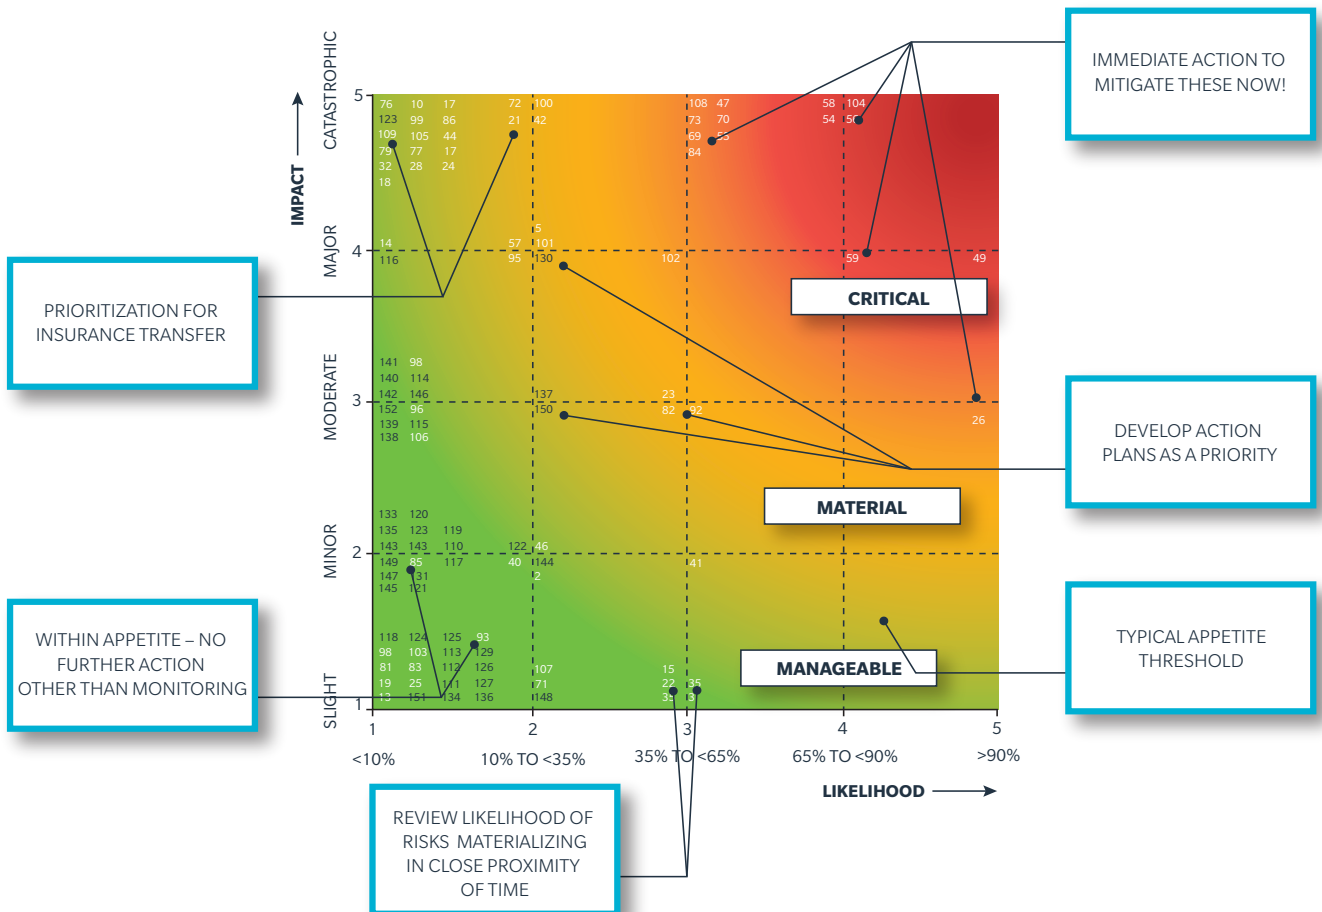 IMMEDIATE ACTION TO
MITIGATE THESE NOW!
CATASTROPHIC
IMPACT
5
76 10 17 72 100 108 47 58 104
123 99 86 21 42 73 70 54
109 105 44 69
79 77 17 84
32 28 24
18
MAJOR
4
5
14 57 101
116 95 130 102 59 49
PRIORITIZATION FOR
INSURANCE TRANSFER
CRITICAL
MODERATE
3
141 98
140 114
142 146 137 23
152 96 150 82 92
139 115 26
138 106
DEVELOP ACTION
PLANS AS A PRIORITY
MATERIAL
MINOR
2
133 120
135 123 119
143 143 110 122 46
149 85 117 40 144 41
147 31 2
145 121
WITHIN APPETITE – NO
FURTHER ACTION
OTHER THAN MONITORING
TYPICAL APPETITE
THRESHOLD
MANAGEABLE
SLIGHT
1
118 124 125 93
98 103 113 129
81 83 112 126 107 15
19 25 111 127 71 22 35
13 151 134 136 148
1 2 3 4 5
<10% 10% TO <35% 35% TO <65% 65% TO <90% >90%
LIKELIHOOD
REVIEW LIKELIHOOD OF
RISKS MATERIALIZING
IN CLOSE PROXIMITY
OF TIME